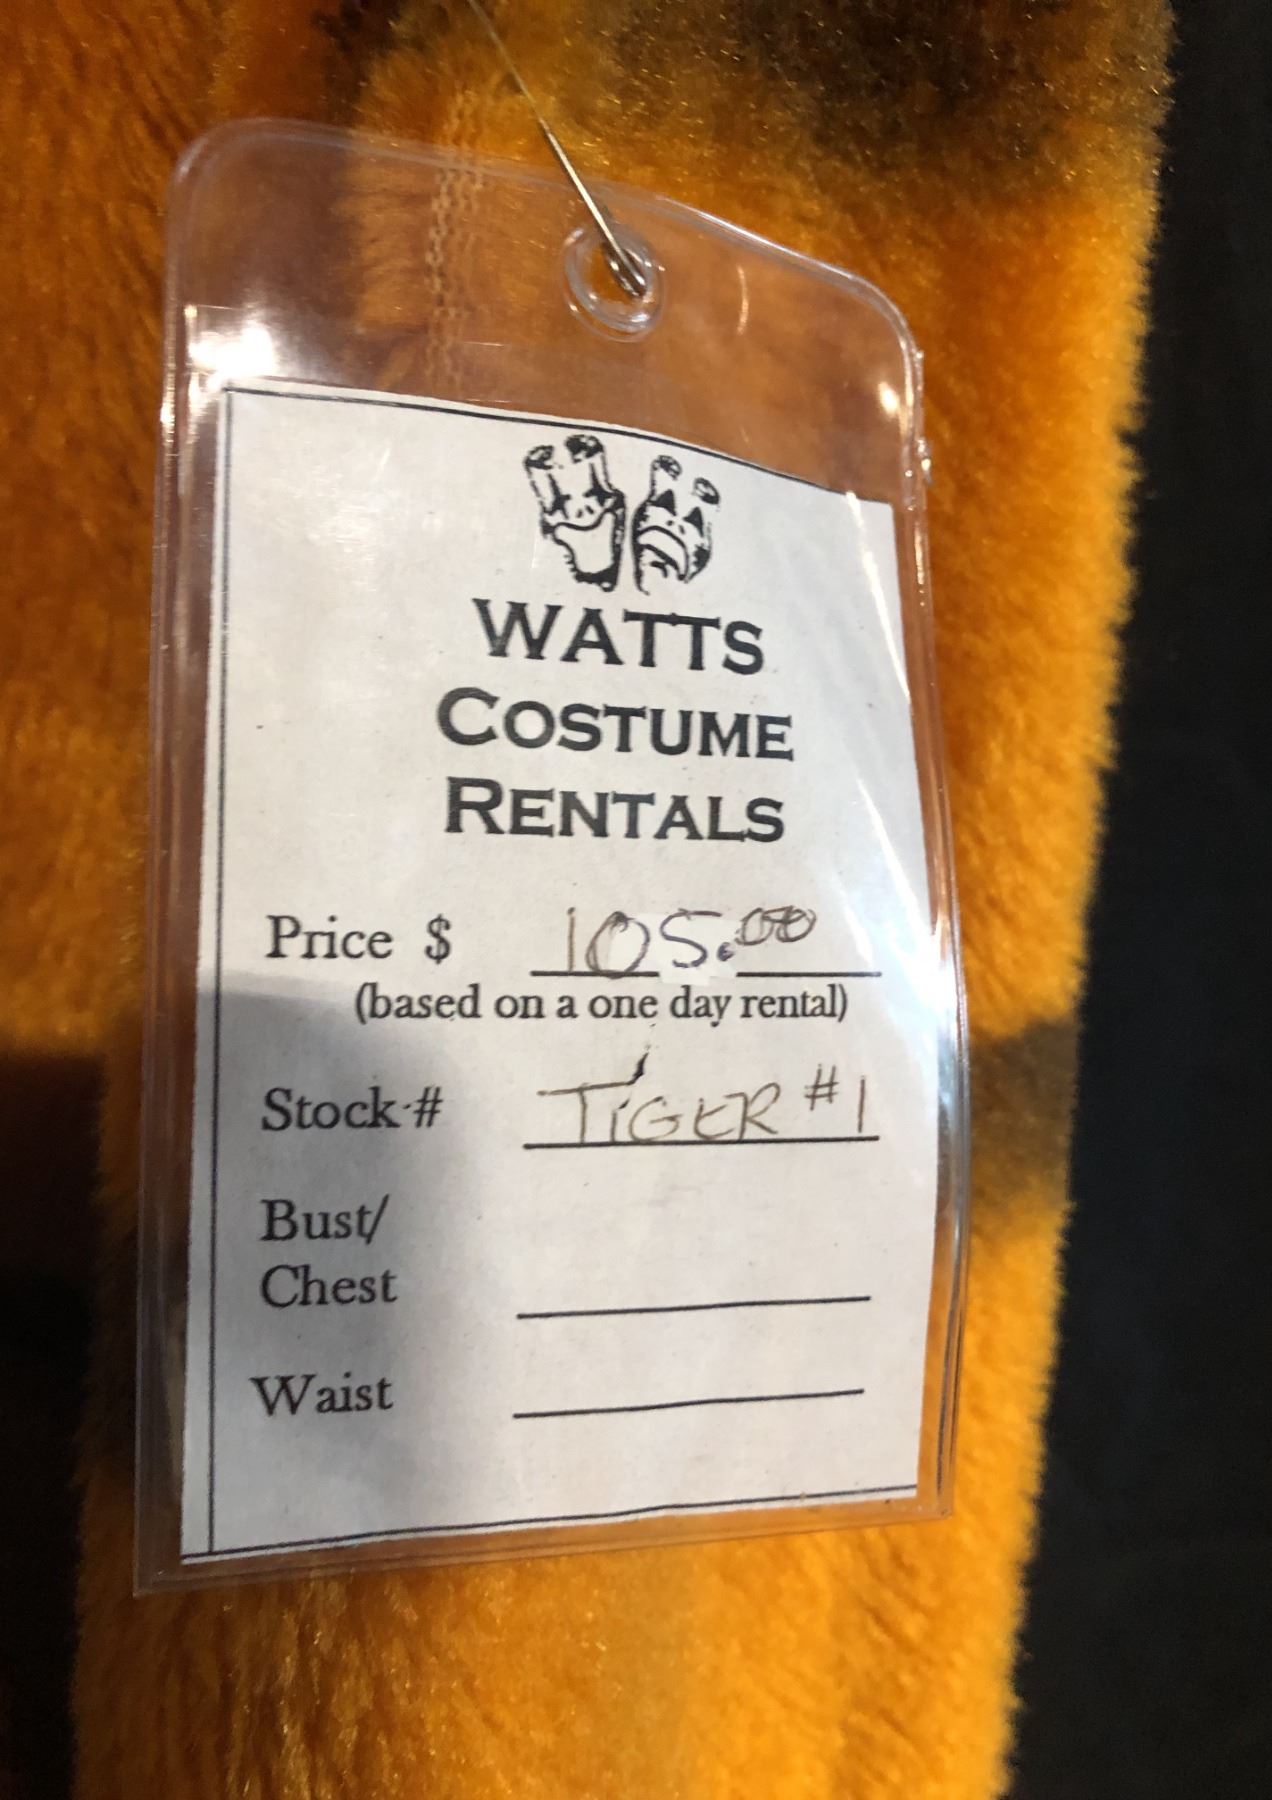 WATTS
COSTUME
RENTALS
Price $ 105.00
(based on a one day rental)
Stock # TiGER #1
Bust/
Chest
Waist